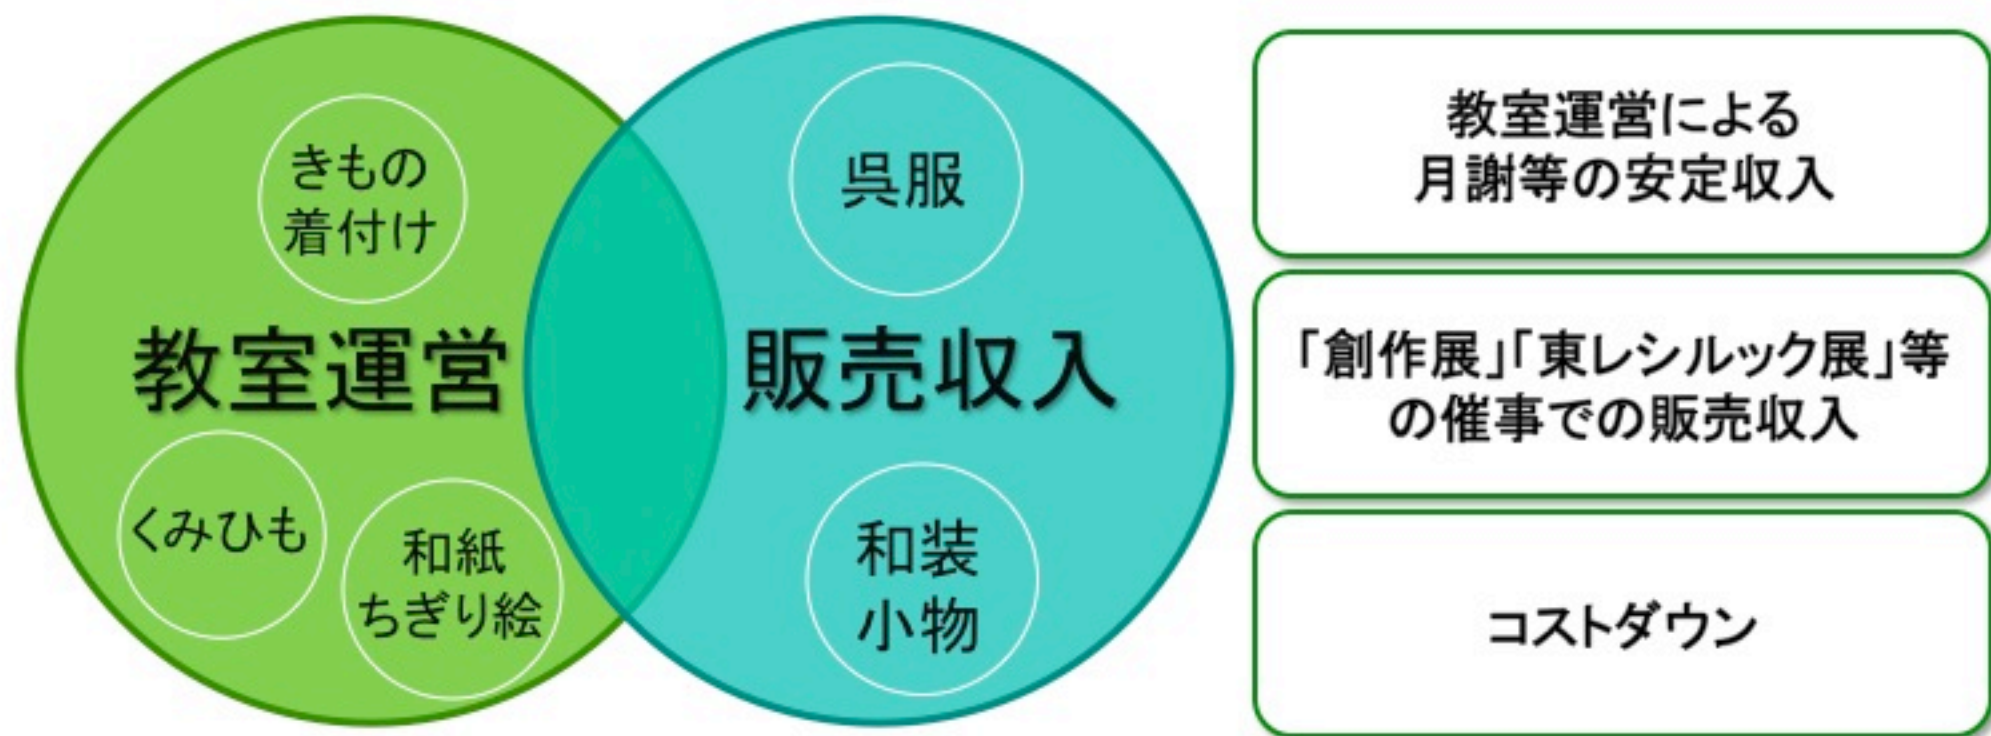 きもの
着付け
教室運営
くみひも
和紙
ちぎり絵
呉服
販売収入
和装
小物
教室運営による
月謝等の安定収入
「創作展」「東レシルック展」等
の催事での販売収入
コストダウン